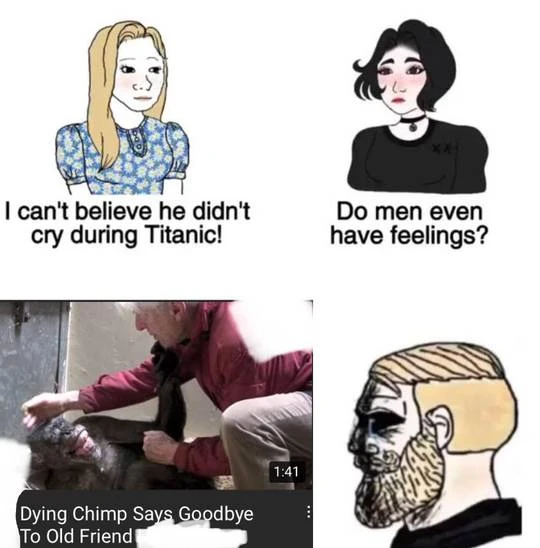 I can't believe he didn't
cry during Titanic!
Do men even
have feelings?
1:41
Dying Chimp Says Goodbye
To Old Friend